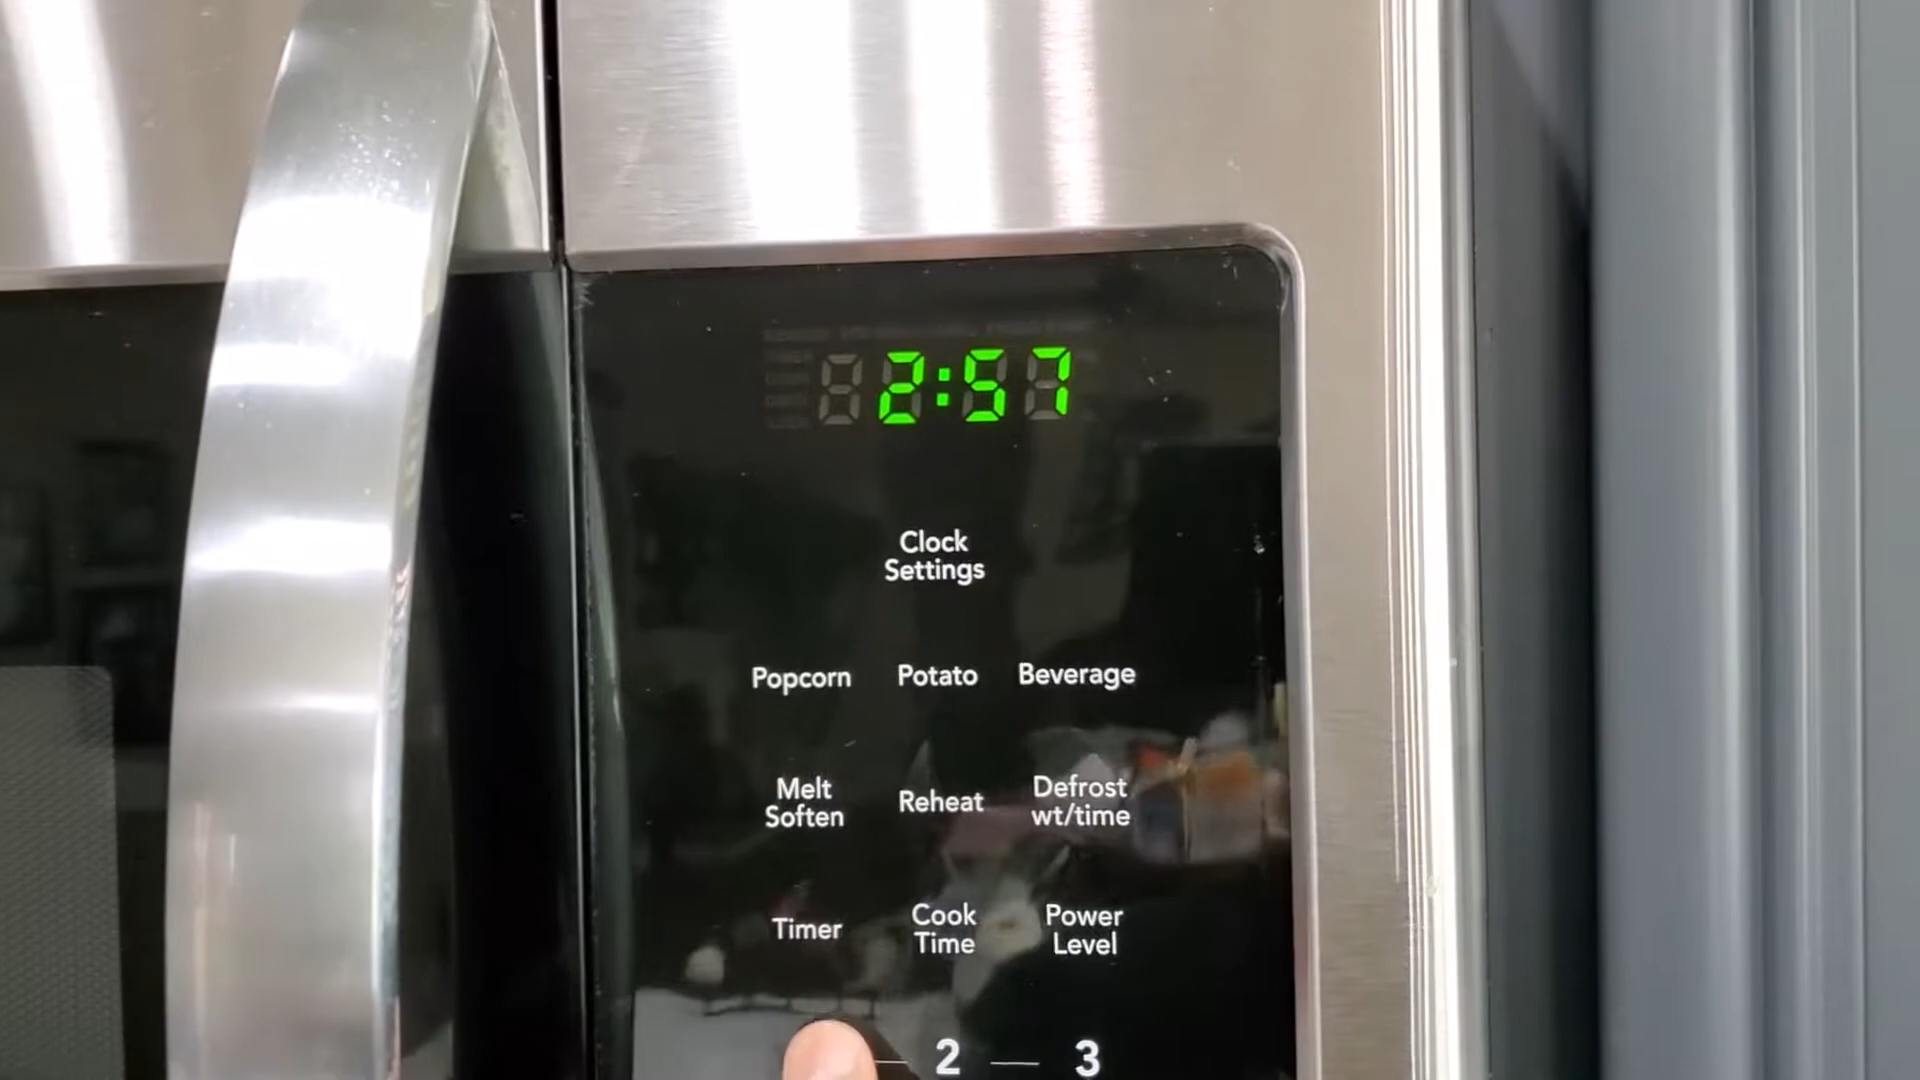 2:57
Clock
Settings
Popcorn Potato Beverage
Melt
Soften
Reheat
Defrost
wt/time
Timer
Cook
Time
Power
Level
2 — 3